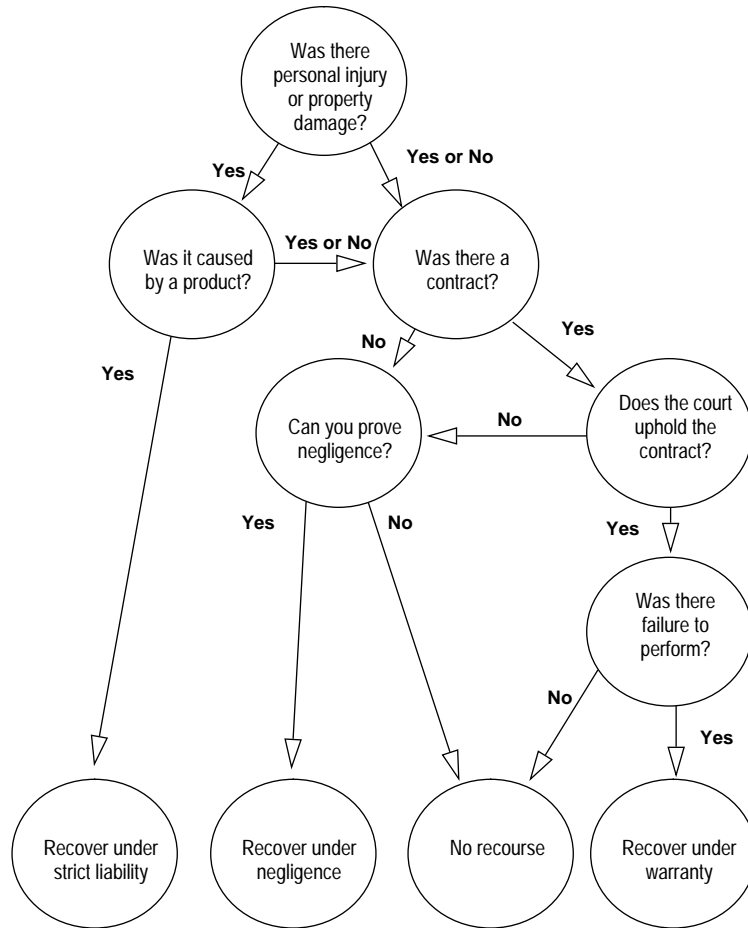 Was there
personal injury
or property
damage?
Yes
Yes or No
Was it caused
by a product?
Yes or No
Was there a
contract?
Yes
No
Yes
Can you prove
negligence?
No
Does the court
uphold the
contract?
Yes
No
Yes
Was there
failure to
perform?
No
Yes
Recover under
strict liability
Recover under
negligence
No recourse
Recover under
warranty